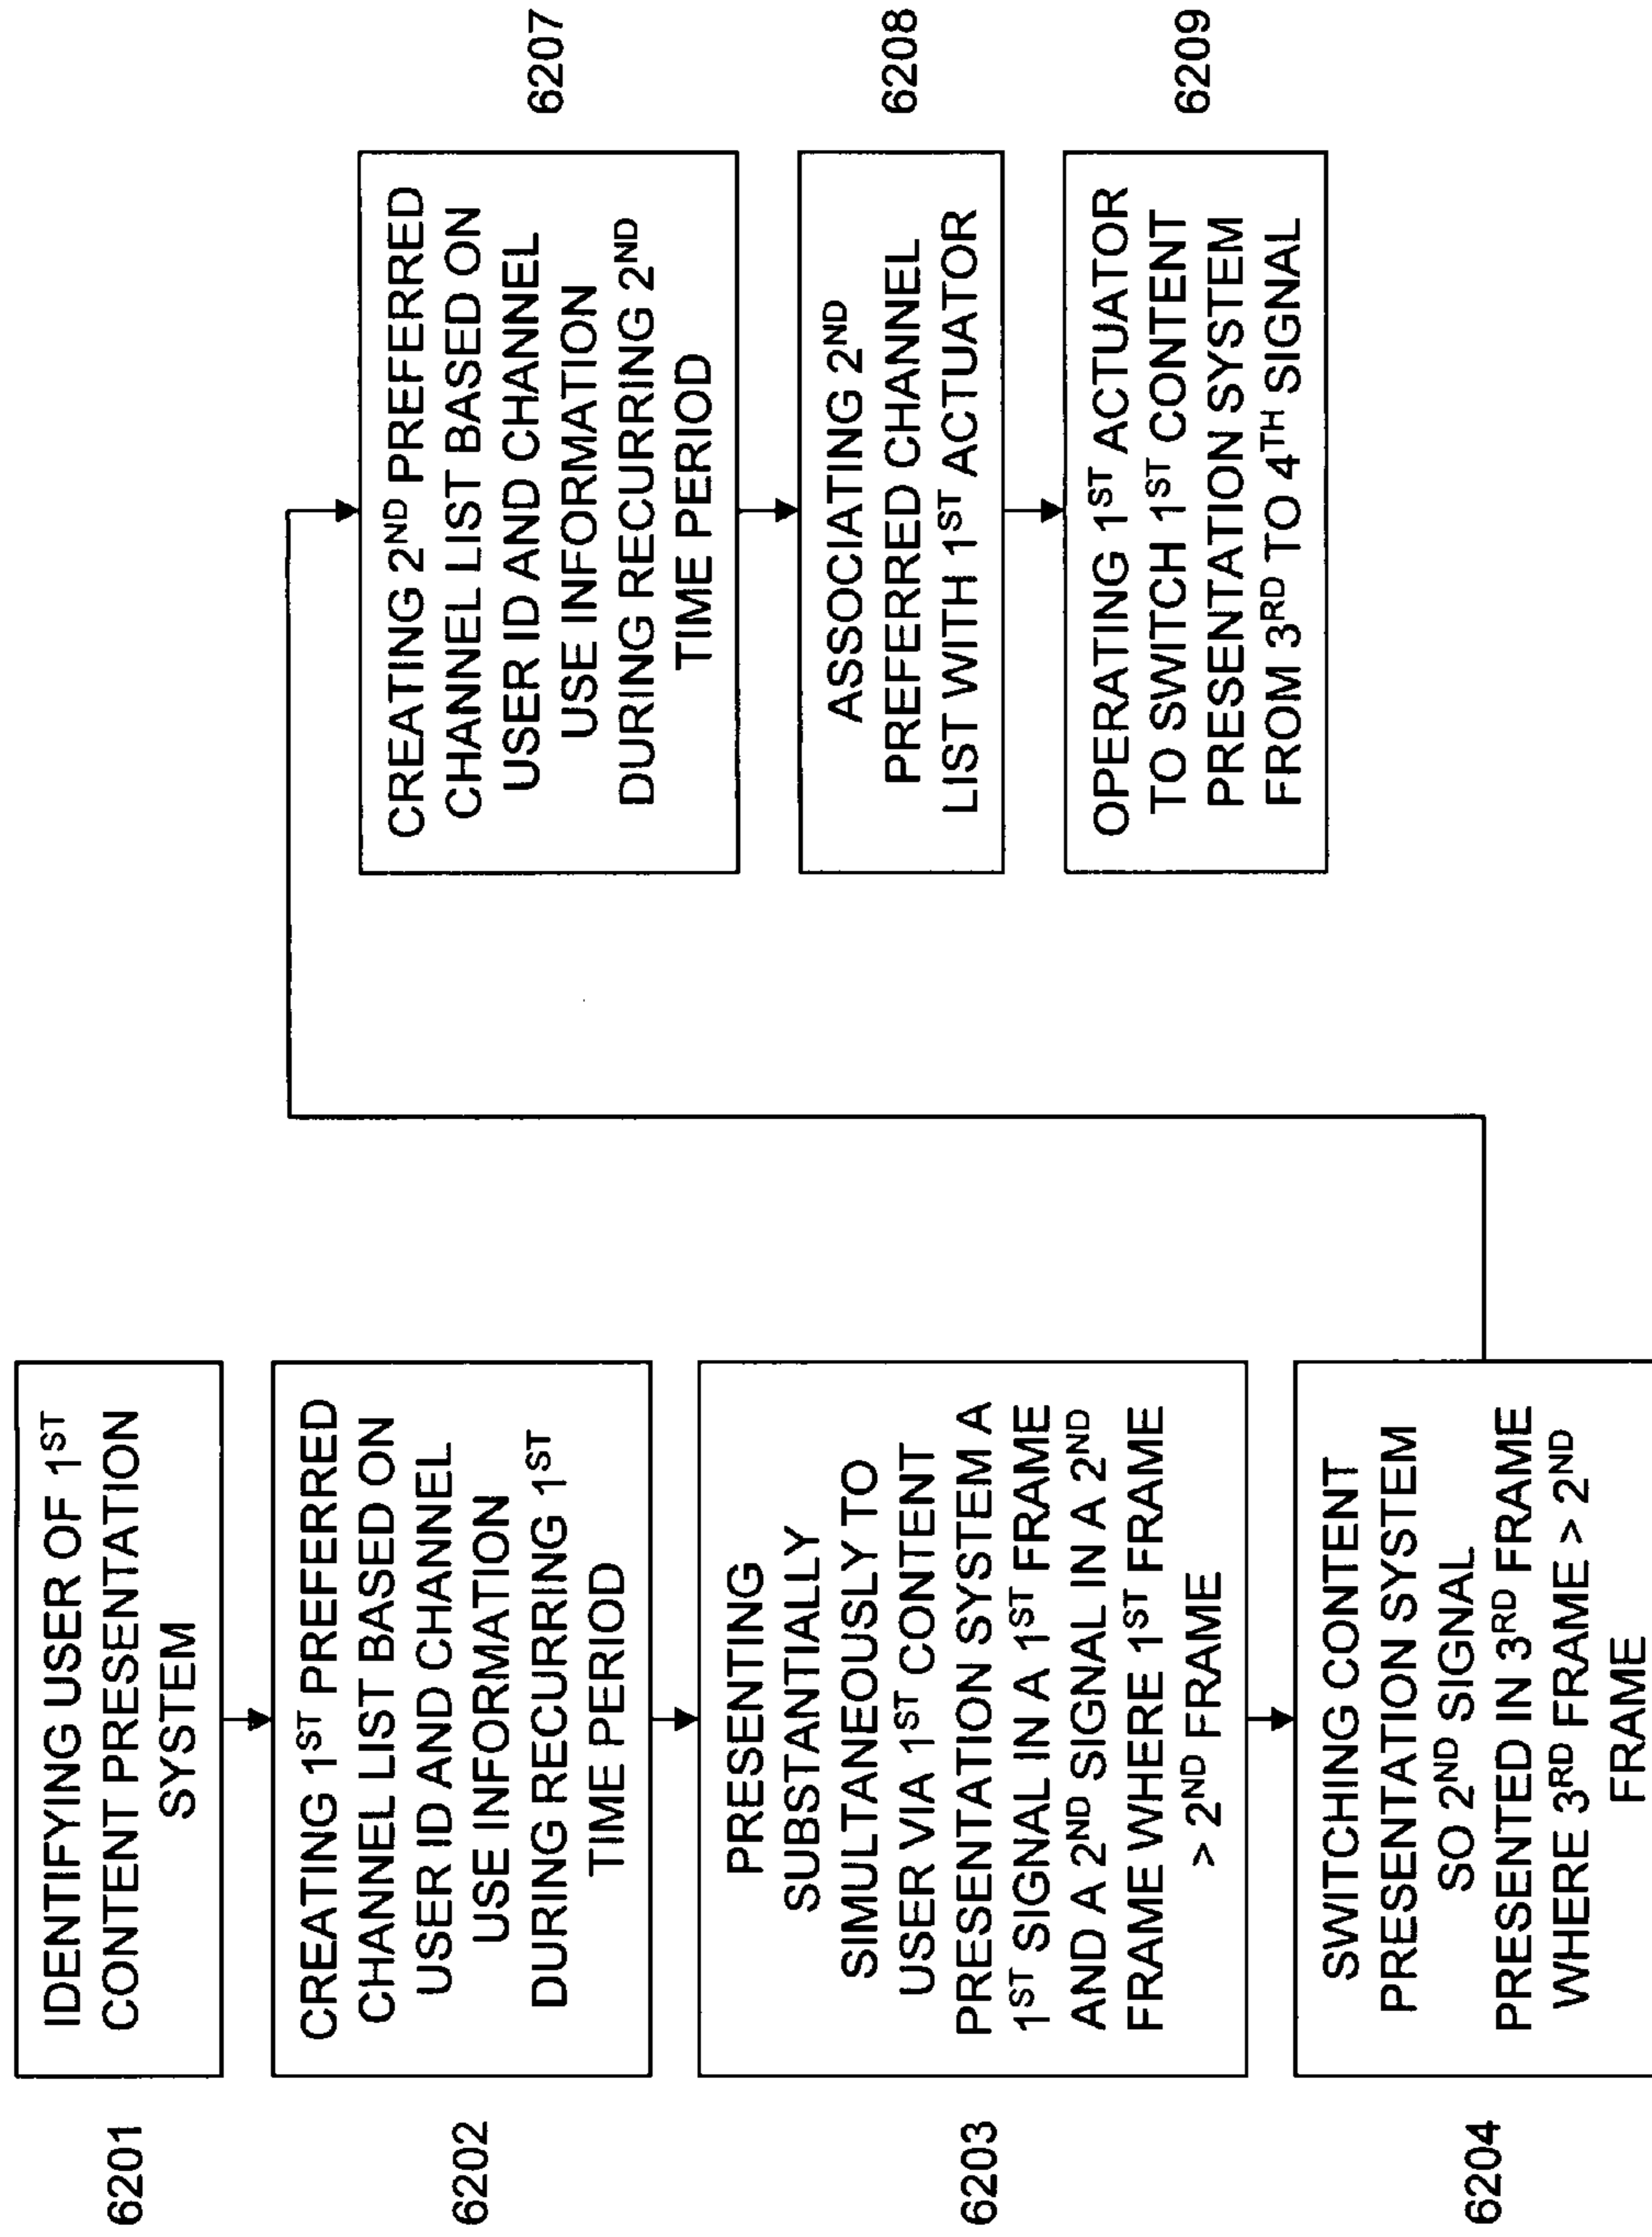 6201
IDENTIFYING USER OF 1ST
CONTENT PRESENTATION
SYSTEM
6202
CREATING 1ST PREFERRED
CHANNEL LIST BASED ON
USER ID AND CHANNEL
USE INFORMATION
DURING RECURRING 1ST
TIME PERIOD
6203
PRESENTING
SUBSTANTIALLY
SIMULTANEOUSLY TO
USER VIA 1ST CONTENT
PRESENTATION SYSTEM A
1ST SIGNAL IN A 1ST FRAME
AND A 2ND SIGNAL IN A 2ND
FRAME WHERE 1ST FRAME
> 2ND FRAME
6204
SWITCHING CONTENT
PRESENTATION SYSTEM
SO 2ND SIGNAL
PRESENTED IN 3RD FRAME
WHERE 3RD FRAME > 2ND
FRAME
CREATING 2ND PREFERRED
CHANNEL LIST BASED ON
USER ID AND CHANNEL
USE INFORMATION
DURING RECURRING 2ND
TIME PERIOD
6207
ASSOCIATING 2ND
PREFERRED CHANNEL
LIST WITH 1ST ACTUATOR
6208
OPERATING 1ST ACTUATOR
TO SWITCH 1ST CONTENT
PRESENTATION SYSTEM
FROM 3RD TO 4TH SIGNAL
6209